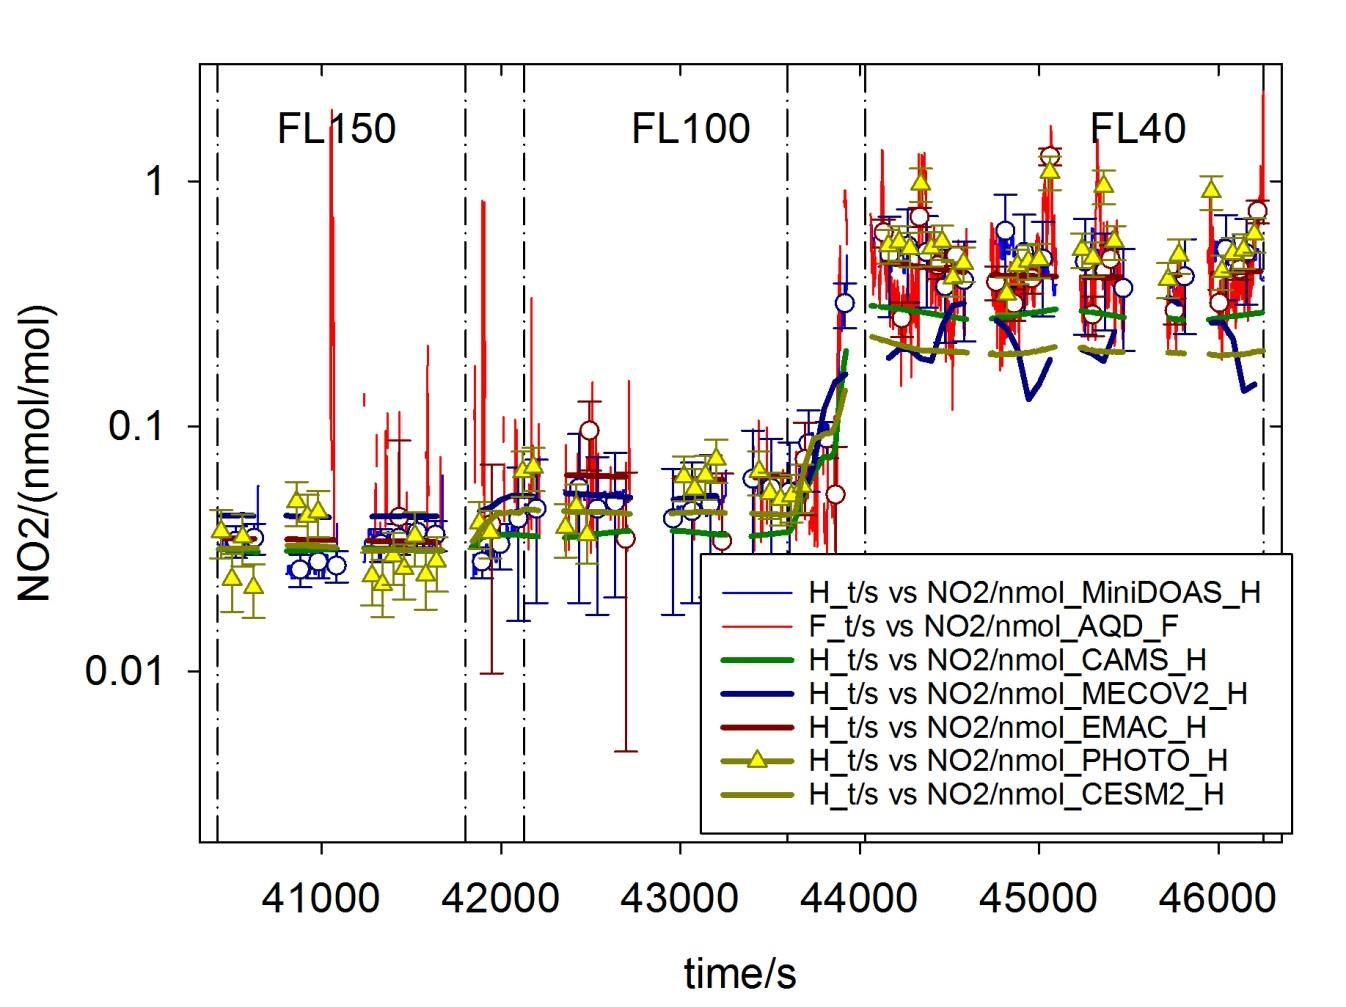 FL150 FL100 FL40
1
0.1
0.01
NO2/(nmol/mol)
H_t/s vs NO2/nmol_MiniDOAS_H
F_t/s vs NO2/nmol_AQD_F
H_t/s vs NO2/nmol_CAMS_H
H_t/s vs NO2/nmol_MECOV2_H
H_t/s vs NO2/nmol_EMAC_H
H_t/s vs NO2/nmol_PHOTO_H
H_t/s vs NO2/nmol_CESM2_H
41000 42000 43000 44000 45000 46000
time/s